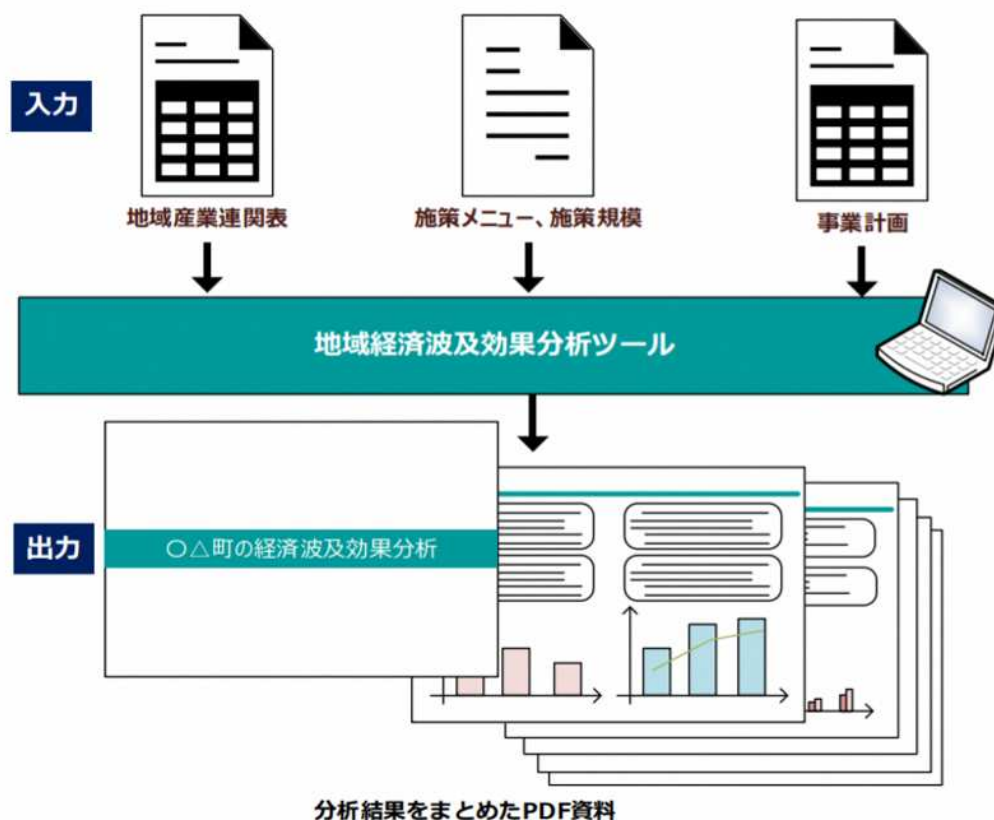 入力
地域産業連関表
施策メニュー、施策規模
事業計画
地域経済波及効果分析ツール
出力
〇△町の経済波及効果分析
分析結果をまとめたPDF資料